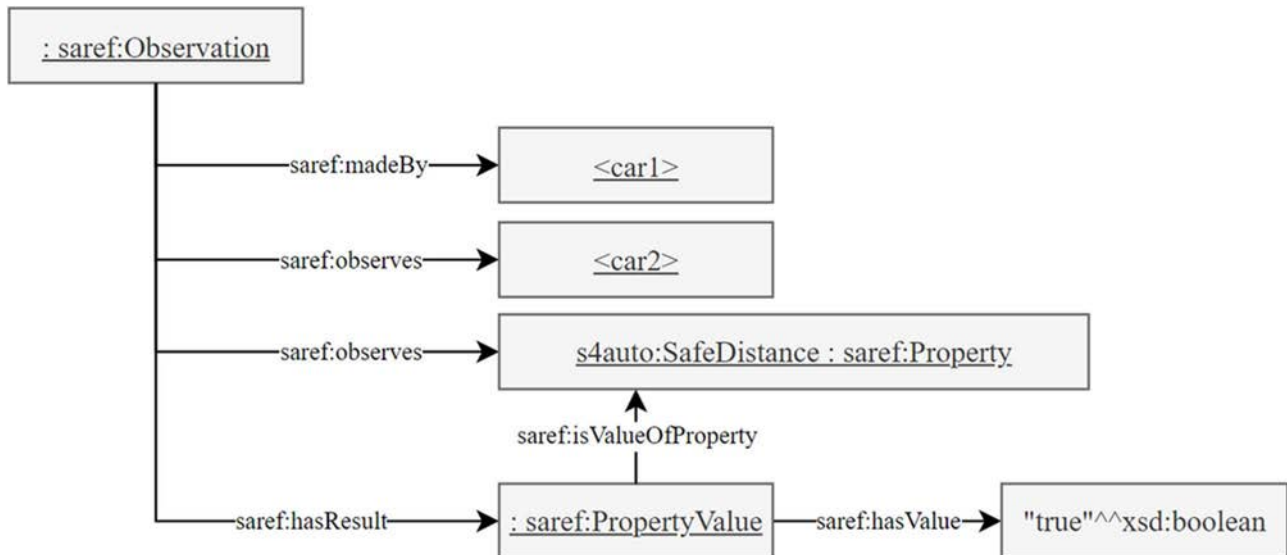 : saref:Observation
saref:madeBy
<car1>
saref:observes
<car2>
saref:observes
s4auto:SafeDistance : saref:Property
saref:isValueOfProperty
saref:hasResult
: saref:PropertyValue
saref:hasValue
"true"^^xsd:boolean